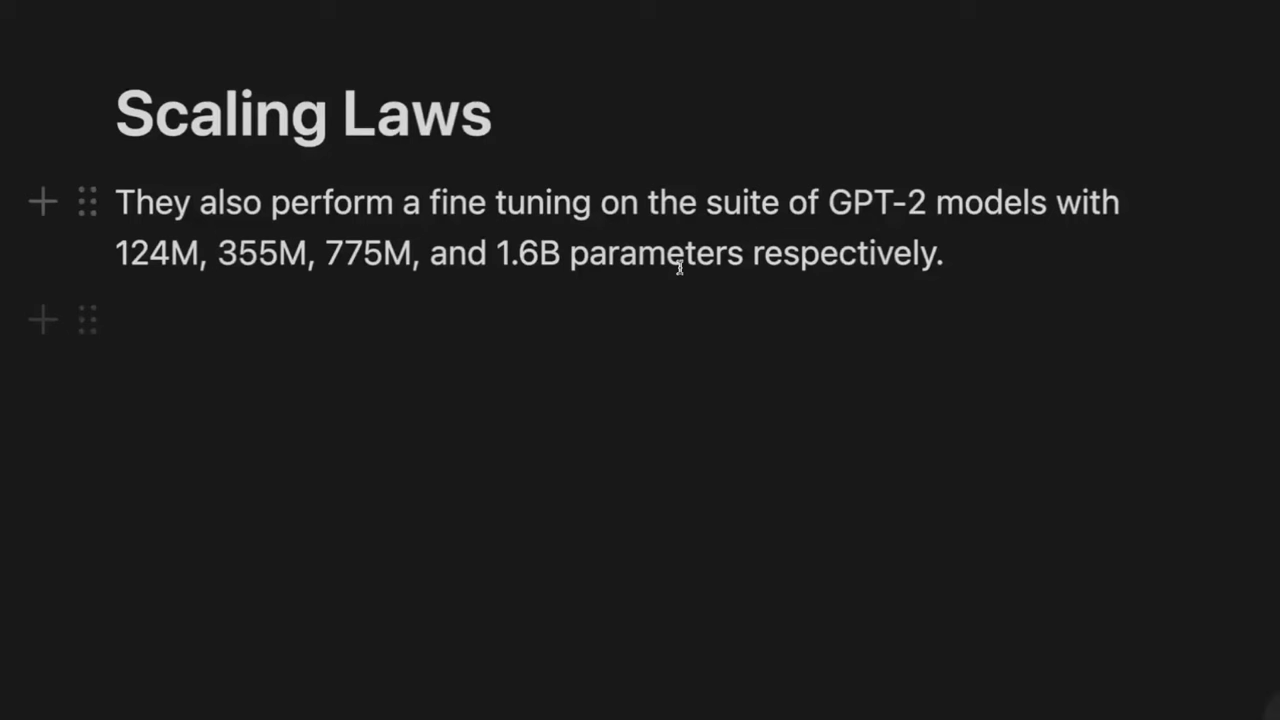 Scaling Laws
They also perform a fine tuning on the suite of GPT-2 models with
124M, 355M, 775M, and 1.6B parameters respectively.